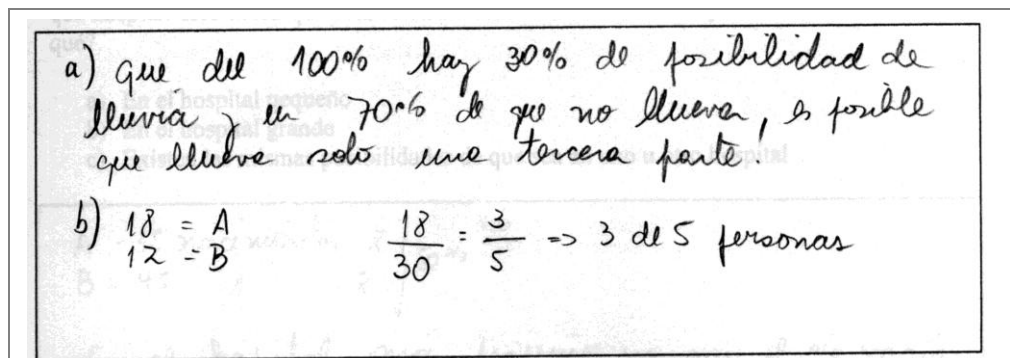 a) que del 100% hay 30% de posibilidad de
lluvia y un 70% de que no llueva, es posible
que llueva solo una tercera parte.
b) 18 = A
12 = B
18/30 = 3/5 => 3 de 5 personas